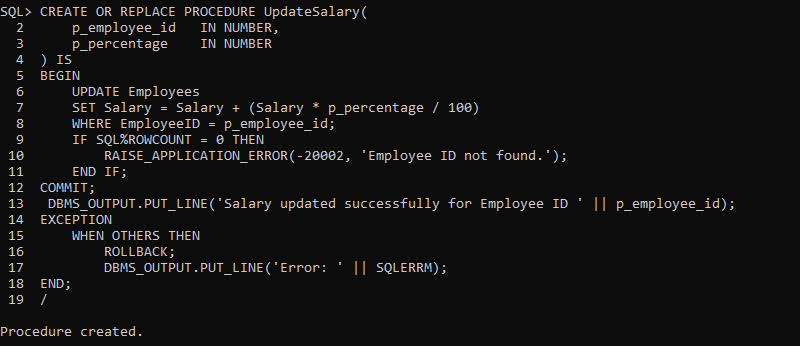 SQL> CREATE OR REPLACE PROCEDURE UpdateSalary(
  2      p_employee_id   IN NUMBER,
  3      p_percentage    IN NUMBER
  4  ) IS
  5  BEGIN
  6      UPDATE Employees
  7      SET Salary = Salary + (Salary * p_percentage / 100)
  8      WHERE EmployeeID = p_employee_id;
  9      IF SQL%ROWCOUNT = 0 THEN
 10          RAISE_APPLICATION_ERROR(-20002, 'Employee ID not found.');
 11      END IF;
 12  COMMIT;
 13   DBMS_OUTPUT.PUT_LINE('Salary updated successfully for Employee ID ' || p_employee_id);
 14  EXCEPTION
 15      WHEN OTHERS THEN
 16          ROLLBACK;
 17          DBMS_OUTPUT.PUT_LINE('Error: ' || SQLERRM);
 18  END;
 19  /
Procedure created.